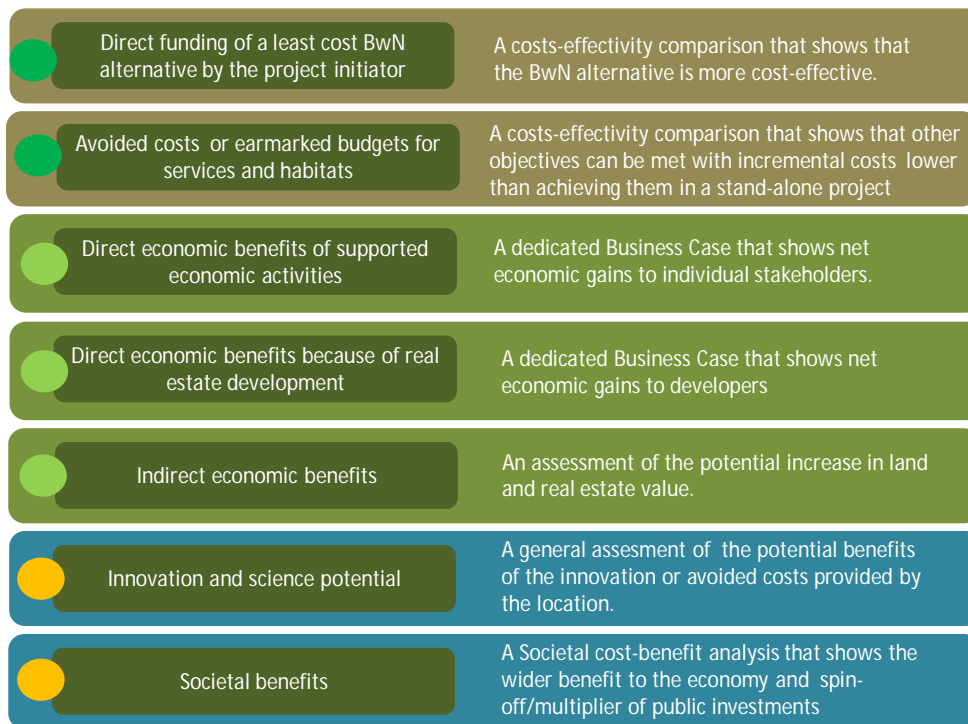 Direct funding of a least cost BwN
alternative by the project initiator
A costs-effectivity comparison that shows that
the BwN alternative is more cost-effective.
Avoided costs or earmarked budgets for
services and habitats
A costs-effectivity comparison that shows that other
objectives can be met with incremental costs lower
than achieving them in a stand-alone project
Direct economic benefits of supported
economic activities
A dedicated Business Case that shows net
economic gains to individual stakeholders.
Direct economic benefits because of real
estate development
A dedicated Business Case that shows net
economic gains to developers
Indirect economic benefits
An assessment of the potential increase in land
and real estate value.
Innovation and science potential
A general assesment of the potential benefits
of the innovation or avoided costs provided by
the location.
Societal benefits
A Societal cost-benefit analysis that shows the
wider benefit to the economy and spin-
off/multiplier of public investments